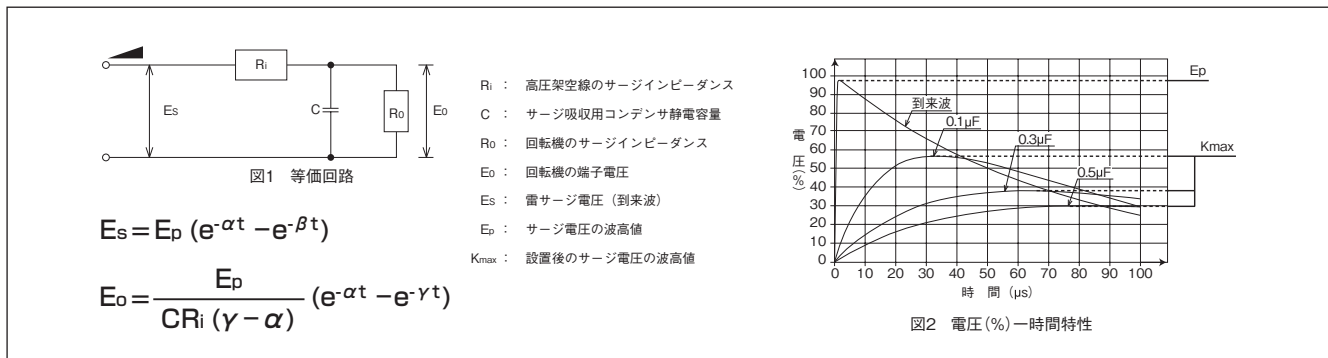 Ri
C
Ro
Es
Eo
図1　等価回路
Es＝Ep (e-αt －e-βt)
Eo＝Ep/CRi (γ－α) (e-αt －e-γt)
Ri ： 高圧架空線のサージインピーダンス
C ： サージ吸収用コンデンサ静電容量
Ro ： 回転機のサージインピーダンス
Eo ： 回転機の端子電圧
Es ： 雷サージ電圧（到来波）
Ep ： サージ電圧の波高値
Kmax ： 設置後のサージ電圧の波高値
電圧(%)
100
90
80
70
60
50
40
30
20
10
0
到来波
0.1μF
0.3μF
0.5μF
Ep
Kmax
0 10 20 30 40 50 60 70 80 90 100
時 間 (μs)
図2　電圧(%)ー時間特性